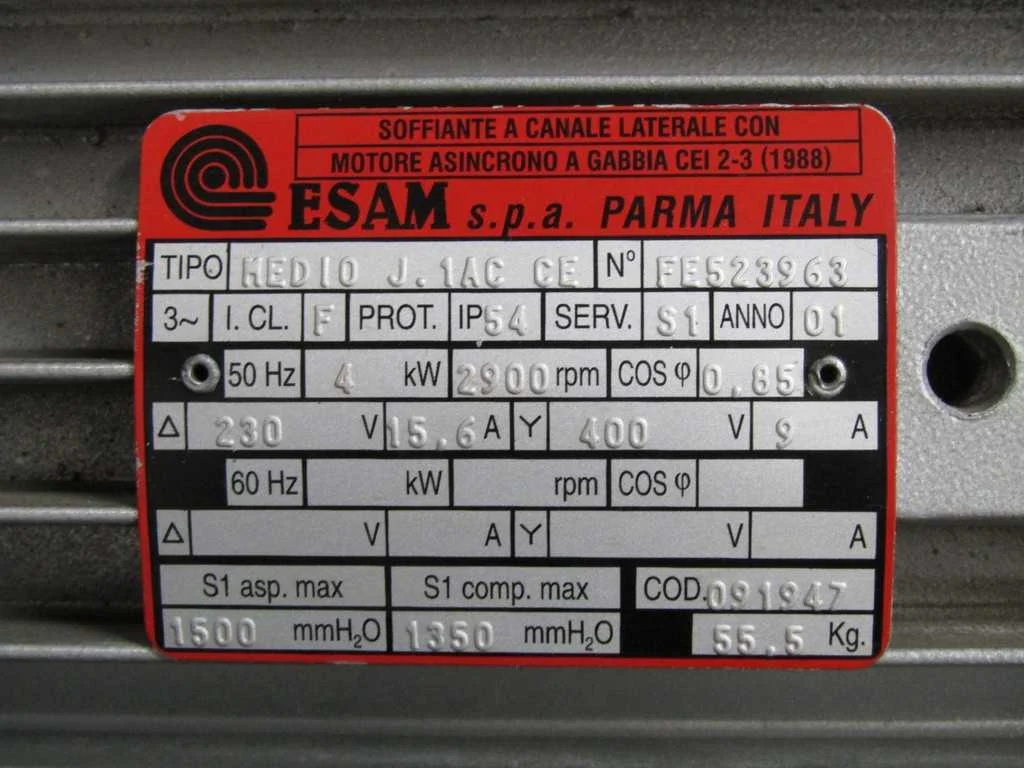 SOFFIANTE A CANALE LATERALE CON
MOTORE ASINCRONO A GABBIA CEI 2-3 (1988)
ESAM s.p.a. PARMA ITALY
TIPO MEDIO J.1AC CE N° FE523963
3~ I. CL. F PROT. IP54 SERV. S1 ANNO 01
50 Hz 4 kW 2900 rpm COS φ 0,85
Δ 230 V 15,6 A Y 400 V 9 A
60 Hz kW rpm COS φ
Δ V A Y V A
S1 asp. max S1 comp. max COD. 091947
1500 mmH₂O 1350 mmH₂O 55,5 Kg.